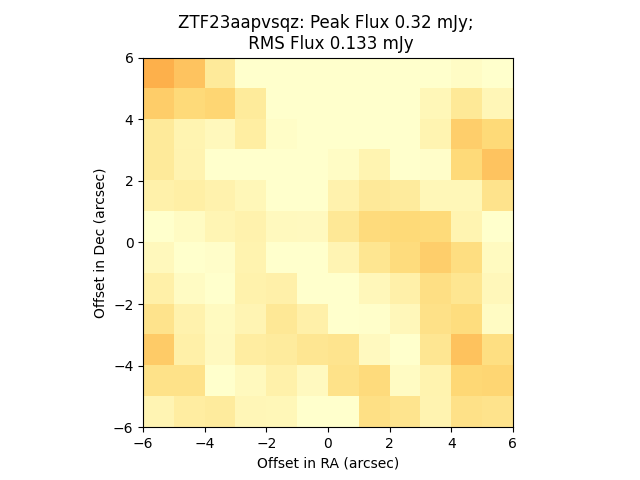 ZTF23aapvsqz: Peak Flux 0.32 mJy;
RMS Flux 0.133 mJy
6
4
2
0
−2
−4
−6
Offset in Dec (arcsec)
−6 −4 −2 0 2 4 6
Offset in RA (arcsec)